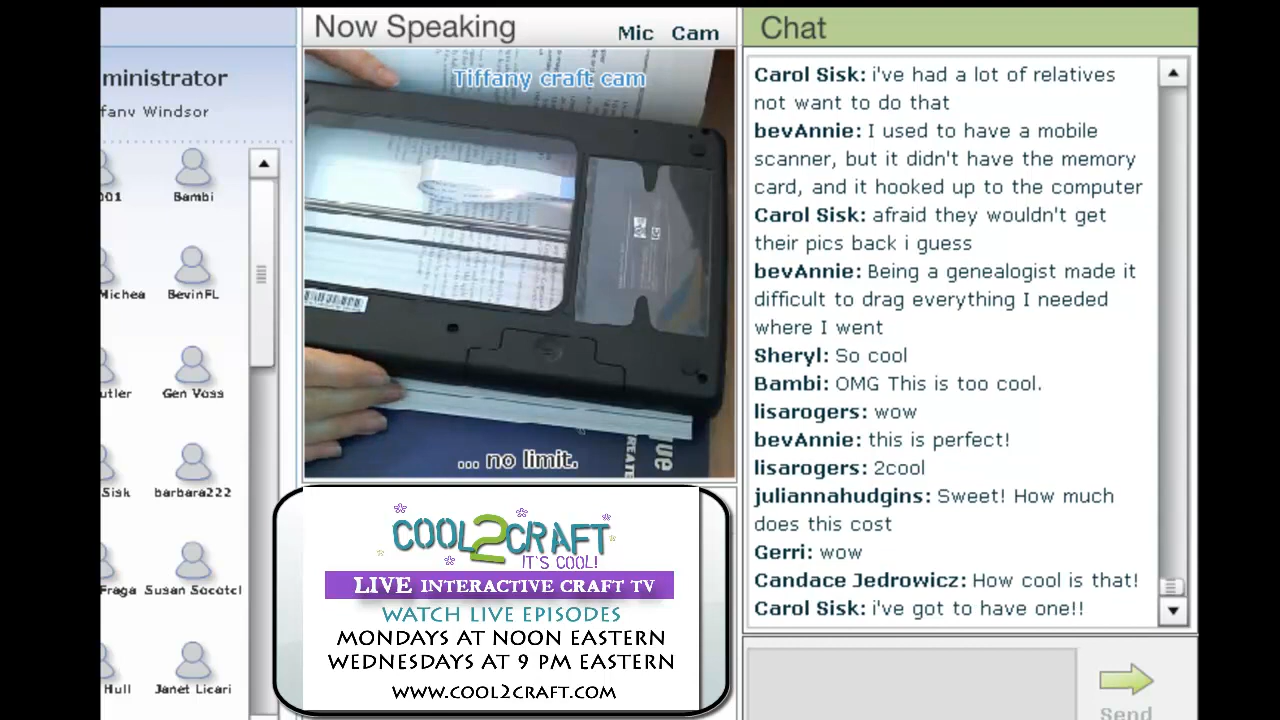 ministrator
fany Windsor
001
Bambi
Michea
BevinFL
utler
Gen Vass
Sisk
barbara222
Fraga
Susan Socotcl
Hull
Janet Licari
Now Speaking
Mic Cam
Tiffany craft cam
... no limit.
COOL2CRAFT
IT'S COOL!
LIVE INTERACTIVE CRAFT TV
WATCH LIVE EPISODES
MONDAYS AT NOON EASTERN
WEDNESDAYS AT 9 PM EASTERN
WWW.COOL2CRAFT.COM
Chat
Carol Sisk: i've had a lot of relatives
not want to do that
bevAnnie: I used to have a mobile
scanner, but it didn't have the memory
card, and it hooked up to the computer
Carol Sisk: afraid they wouldn't get
their pics back i guess
bevAnnie: Being a genealogist made it
difficult to drag everything I needed
where I went
Sheryl: So cool
Bambi: OMG This is too cool.
lisarogers: wow
bevAnnie: this is perfect!
lisarogers: 2cool
juliannahudgins: Sweet! How much
does this cost
Gerri: wow
Candace Jedrowicz: How cool is that!
Carol Sisk: i've got to have one!!
Send